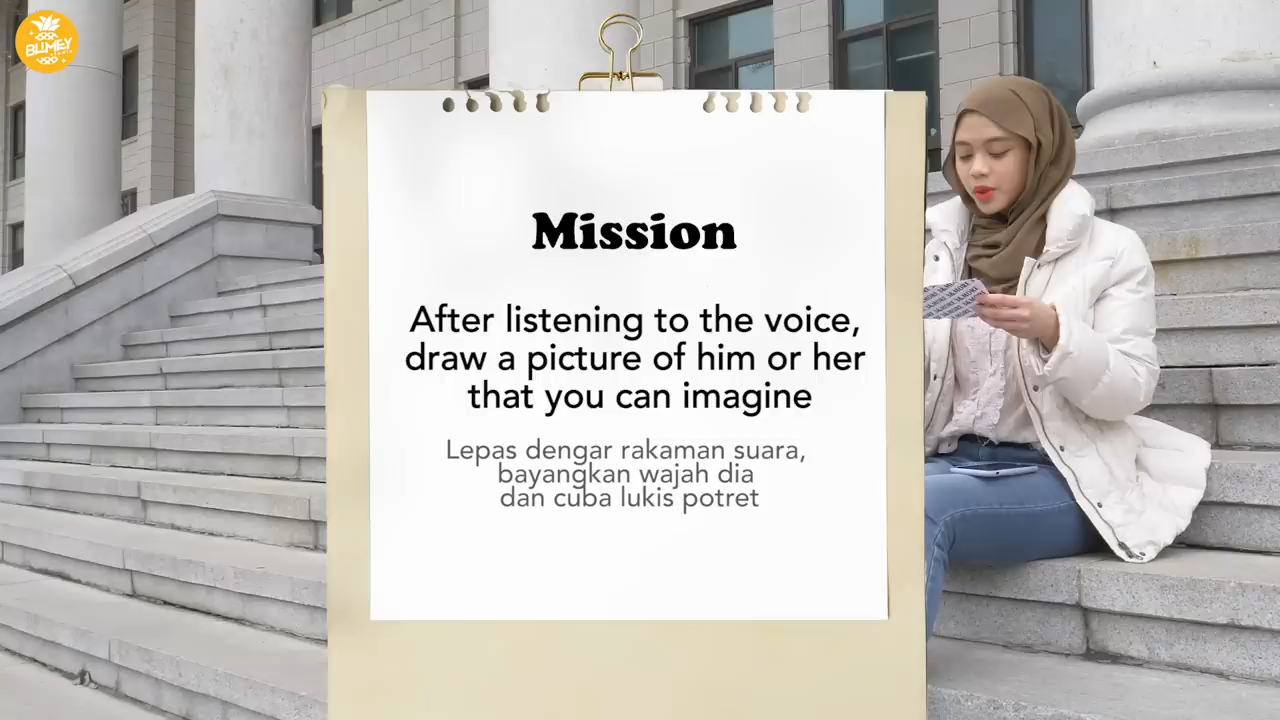 BLIMEY
Mission
After listening to the voice,
draw a picture of him or her
that you can imagine
Lepas dengar rakaman suara,
bayangkan wajah dia
dan cuba lukis potret